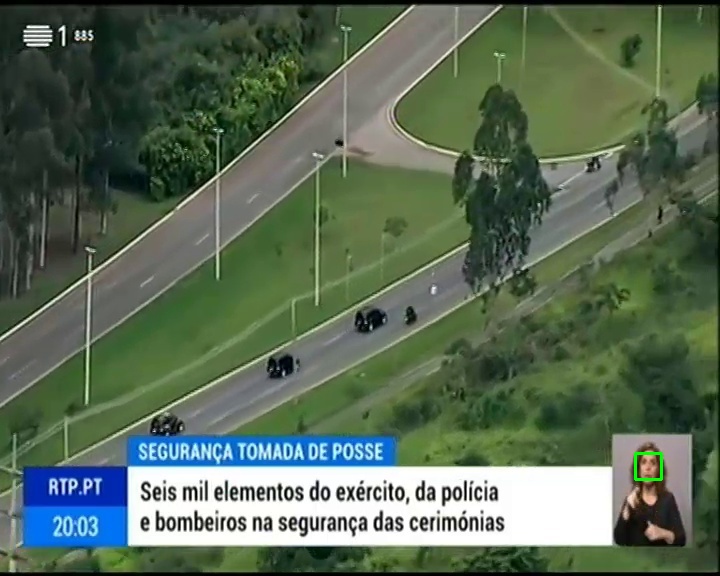 1 885
SEGURANÇA TOMADA DE POSSE
RTP.PT
20:03
Seis mil elementos do exército, da polícia
e bombeiros na segurança das cerimónias